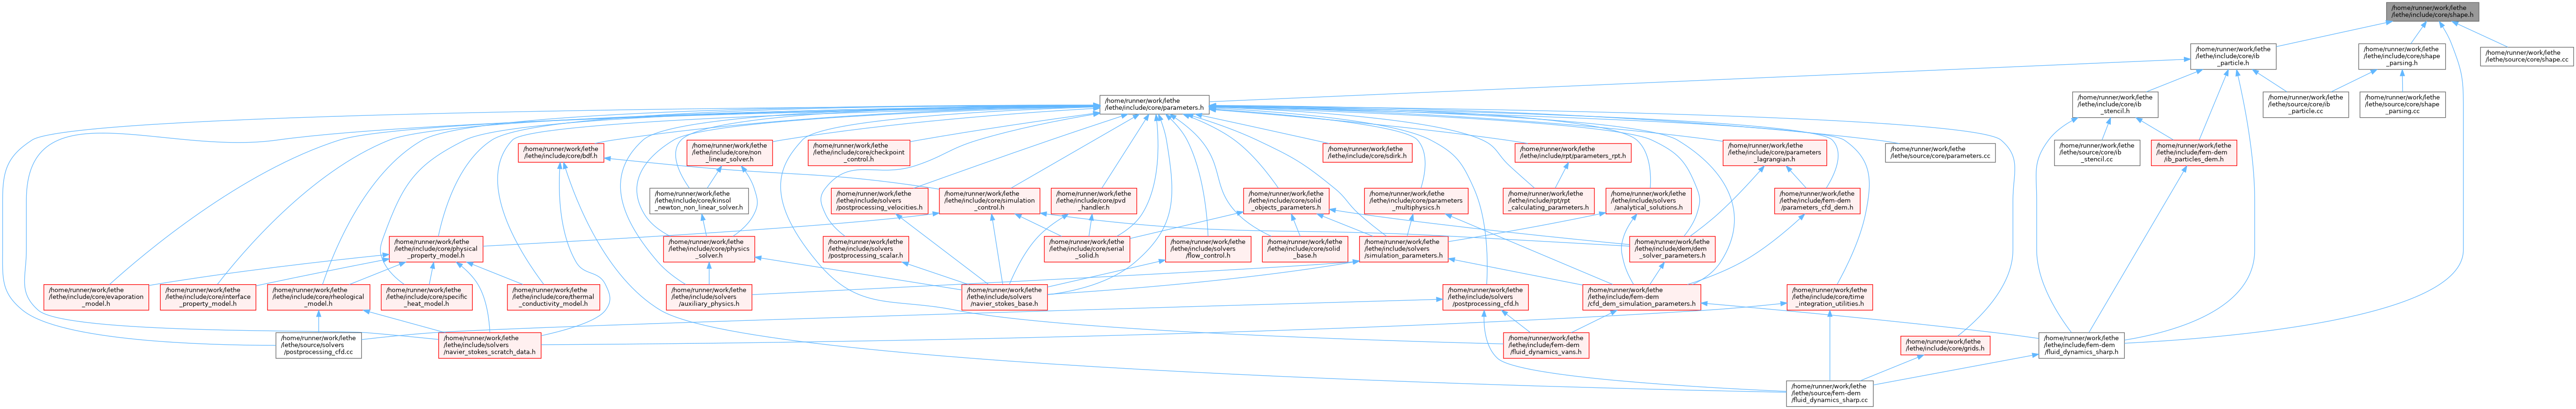 /home/runner/work/lethe
/lethe/include/core/shape.h
/home/runner/work/lethe
/lethe/include/core/ib
_particle.h
/home/runner/work/lethe
/lethe/include/core/shape
_parsing.h
/home/runner/work/lethe
/lethe/source/core/shape.cc
/home/runner/work/lethe
/lethe/include/core/parameters.h
/home/runner/work/lethe
/lethe/include/core/ib
_stencil.h
/home/runner/work/lethe
/lethe/source/core/ib
_particle.cc
/home/runner/work/lethe
/lethe/source/core/shape
_parsing.cc
/home/runner/work/lethe
/lethe/include/core/bdf.h
/home/runner/work/lethe
/lethe/include/core/non
_linear_solver.h
/home/runner/work/lethe
/lethe/include/core/checkpoint
_control.h
/home/runner/work/lethe
/lethe/include/core/sdirk.h
/home/runner/work/lethe
/lethe/include/rpt/parameters_rpt.h
/home/runner/work/lethe
/lethe/include/core/parameters
_lagrangian.h
/home/runner/work/lethe
/lethe/source/core/parameters.cc
/home/runner/work/lethe
/lethe/source/core/ib
_stencil.cc
/home/runner/work/lethe
/lethe/include/fem-dem
/ib_particles_dem.h
/home/runner/work/lethe
/lethe/include/core/kinsol
_newton_non_linear_solver.h
/home/runner/work/lethe
/lethe/include/solvers
/postprocessing_velocities.h
/home/runner/work/lethe
/lethe/include/core/simulation
_control.h
/home/runner/work/lethe
/lethe/include/core/pvd
_handler.h
/home/runner/work/lethe
/lethe/include/core/solid
_objects_parameters.h
/home/runner/work/lethe
/lethe/include/core/parameters
_multiphysics.h
/home/runner/work/lethe
/lethe/include/rpt/rpt
_calculating_parameters.h
/home/runner/work/lethe
/lethe/include/solvers
/analytical_solutions.h
/home/runner/work/lethe
/lethe/include/fem-dem
/parameters_cfd_dem.h
/home/runner/work/lethe
/lethe/include/core/physical
_property_model.h
/home/runner/work/lethe
/lethe/include/core/physics
_solver.h
/home/runner/work/lethe
/lethe/include/solvers
/postprocessing_scalar.h
/home/runner/work/lethe
/lethe/include/core/serial
_solid.h
/home/runner/work/lethe
/lethe/include/solvers
/flow_control.h
/home/runner/work/lethe
/lethe/include/core/solid
_base.h
/home/runner/work/lethe
/lethe/include/solvers
/simulation_parameters.h
/home/runner/work/lethe
/lethe/include/dem/dem
_solver_parameters.h
/home/runner/work/lethe
/lethe/include/core/evaporation
_model.h
/home/runner/work/lethe
/lethe/include/core/interface
_property_model.h
/home/runner/work/lethe
/lethe/include/core/rheological
_model.h
/home/runner/work/lethe
/lethe/include/core/specific
_heat_model.h
/home/runner/work/lethe
/lethe/include/core/thermal
_conductivity_model.h
/home/runner/work/lethe
/lethe/include/solvers
/auxiliary_physics.h
/home/runner/work/lethe
/lethe/include/solvers
/navier_stokes_base.h
/home/runner/work/lethe
/lethe/include/solvers
/postprocessing_cfd.h
/home/runner/work/lethe
/lethe/include/fem-dem
/cfd_dem_simulation_parameters.h
/home/runner/work/lethe
/lethe/include/core/time
_integration_utilities.h
/home/runner/work/lethe
/lethe/source/solvers
/postprocessing_cfd.cc
/home/runner/work/lethe
/lethe/include/solvers
/navier_stokes_scratch_data.h
/home/runner/work/lethe
/lethe/include/fem-dem
/fluid_dynamics_vans.h
/home/runner/work/lethe
/lethe/include/core/grids.h
/home/runner/work/lethe
/lethe/include/fem-dem
/fluid_dynamics_sharp.h
/home/runner/work/lethe
/lethe/source/fem-dem
/fluid_dynamics_sharp.cc